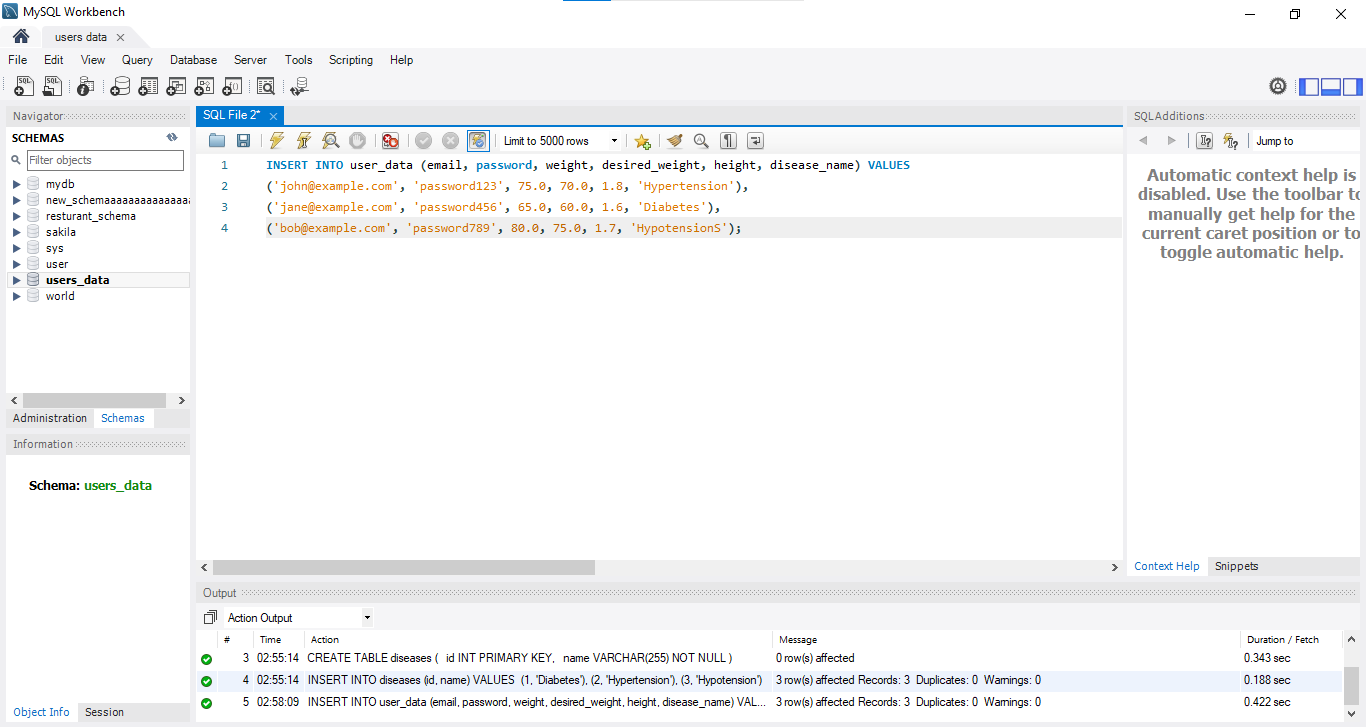 MySQL Workbench
users data
File Edit View Query Database Server Tools Scripting Help
Navigator
SCHEMAS
Filter objects
mydb
new_schemaaaaaaaaaaaaaaa
resturant_schema
sakila
sys
user
users_data
world
Administration Schemas
Information
Schema: users_data
Object Info Session
SQL File 2*
Limit to 5000 rows
1 INSERT INTO user_data (email, password, weight, desired_weight, height, disease_name) VALUES
2 ('john@example.com', 'password123', 75.0, 70.0, 1.8, 'Hypertension'),
3 ('jane@example.com', 'password456', 65.0, 60.0, 1.6, 'Diabetes'),
4 ('bob@example.com', 'password789', 80.0, 75.0, 1.7, 'HypotensionS');
SQLAdditions
Jump to
Automatic context help is
disabled. Use the toolbar to
manually get help for the
current caret position or to
toggle automatic help.
Context Help Snippets
Output
Action Output
# Time Action Message Duration / Fetch
3 02:55:14 CREATE TABLE diseases ( id INT PRIMARY KEY, name VARCHAR(255) NOT NULL ) 0 row(s) affected 0.343 sec
4 02:55:14 INSERT INTO diseases (id, name) VALUES (1, 'Diabetes'), (2, 'Hypertension'), (3, 'Hypotension') 3 row(s) affected Records: 3 Duplicates: 0 Warnings: 0 0.188 sec
5 02:58:09 INSERT INTO user_data (email, password, weight, desired_weight, height, disease_name) VAL... 3 row(s) affected Records: 3 Duplicates: 0 Warnings: 0 0.422 sec